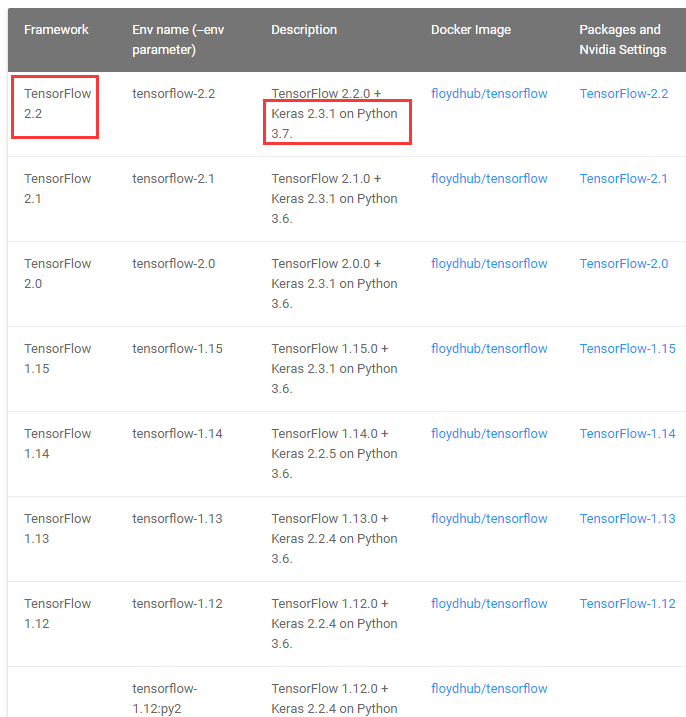 Framework
Env name (–env
parameter)
Description
Docker Image
Packages and
Nvidia Settings
TensorFlow
2.2
tensorflow-2.2
TensorFlow 2.2.0 +
Keras 2.3.1 on Python
3.7.
floydhub/tensorflow
TensorFlow-2.2
TensorFlow
2.1
tensorflow-2.1
TensorFlow 2.1.0 +
Keras 2.3.1 on Python
3.6.
floydhub/tensorflow
TensorFlow-2.1
TensorFlow
2.0
tensorflow-2.0
TensorFlow 2.0.0 +
Keras 2.3.1 on Python
3.6.
floydhub/tensorflow
TensorFlow-2.0
TensorFlow
1.15
tensorflow-1.15
TensorFlow 1.15.0 +
Keras 2.3.1 on Python
3.6.
floydhub/tensorflow
TensorFlow-1.15
TensorFlow
1.14
tensorflow-1.14
TensorFlow 1.14.0 +
Keras 2.2.5 on Python
3.6.
floydhub/tensorflow
TensorFlow-1.14
TensorFlow
1.13
tensorflow-1.13
TensorFlow 1.13.0 +
Keras 2.2.4 on Python
3.6.
floydhub/tensorflow
TensorFlow-1.13
TensorFlow
1.12
tensorflow-1.12
TensorFlow 1.12.0 +
Keras 2.2.4 on Python
3.6.
floydhub/tensorflow
TensorFlow-1.12
tensorflow-
1.12:py2
TensorFlow 1.12.0 +
Keras 2.2.4 on Python
floydhub/tensorflow